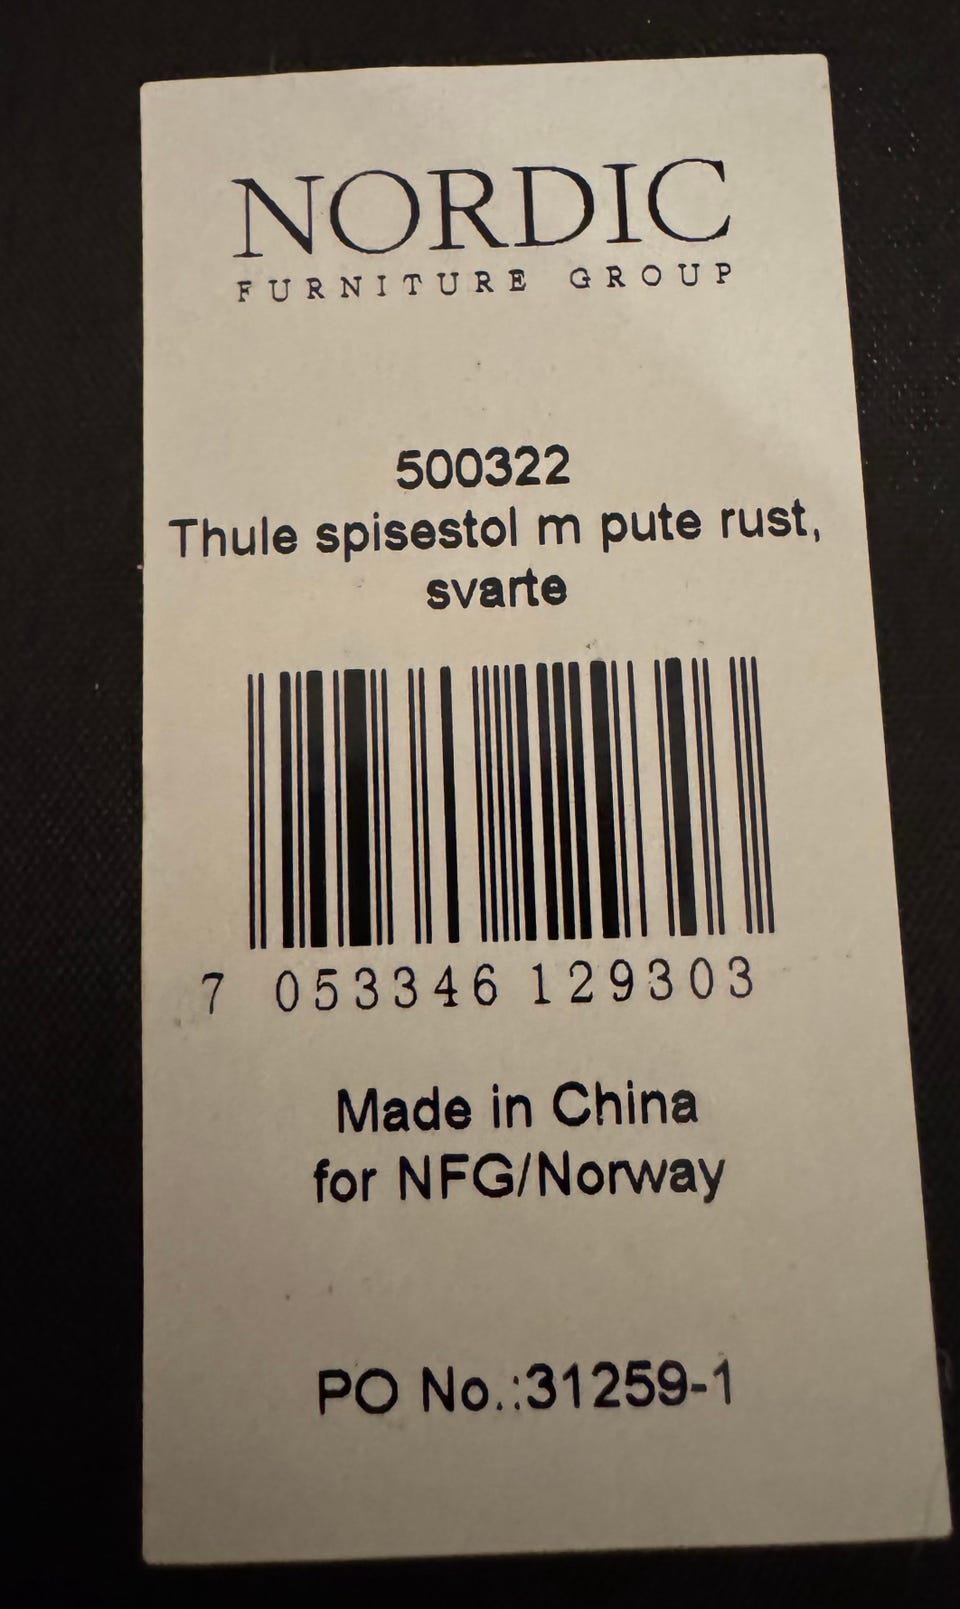 NORDIC
FURNITURE GROUP
500322
Thule spisestol m pute rust,
svarte
7 053346 129303
Made in China
for NFG/Norway
PO No.:31259-1